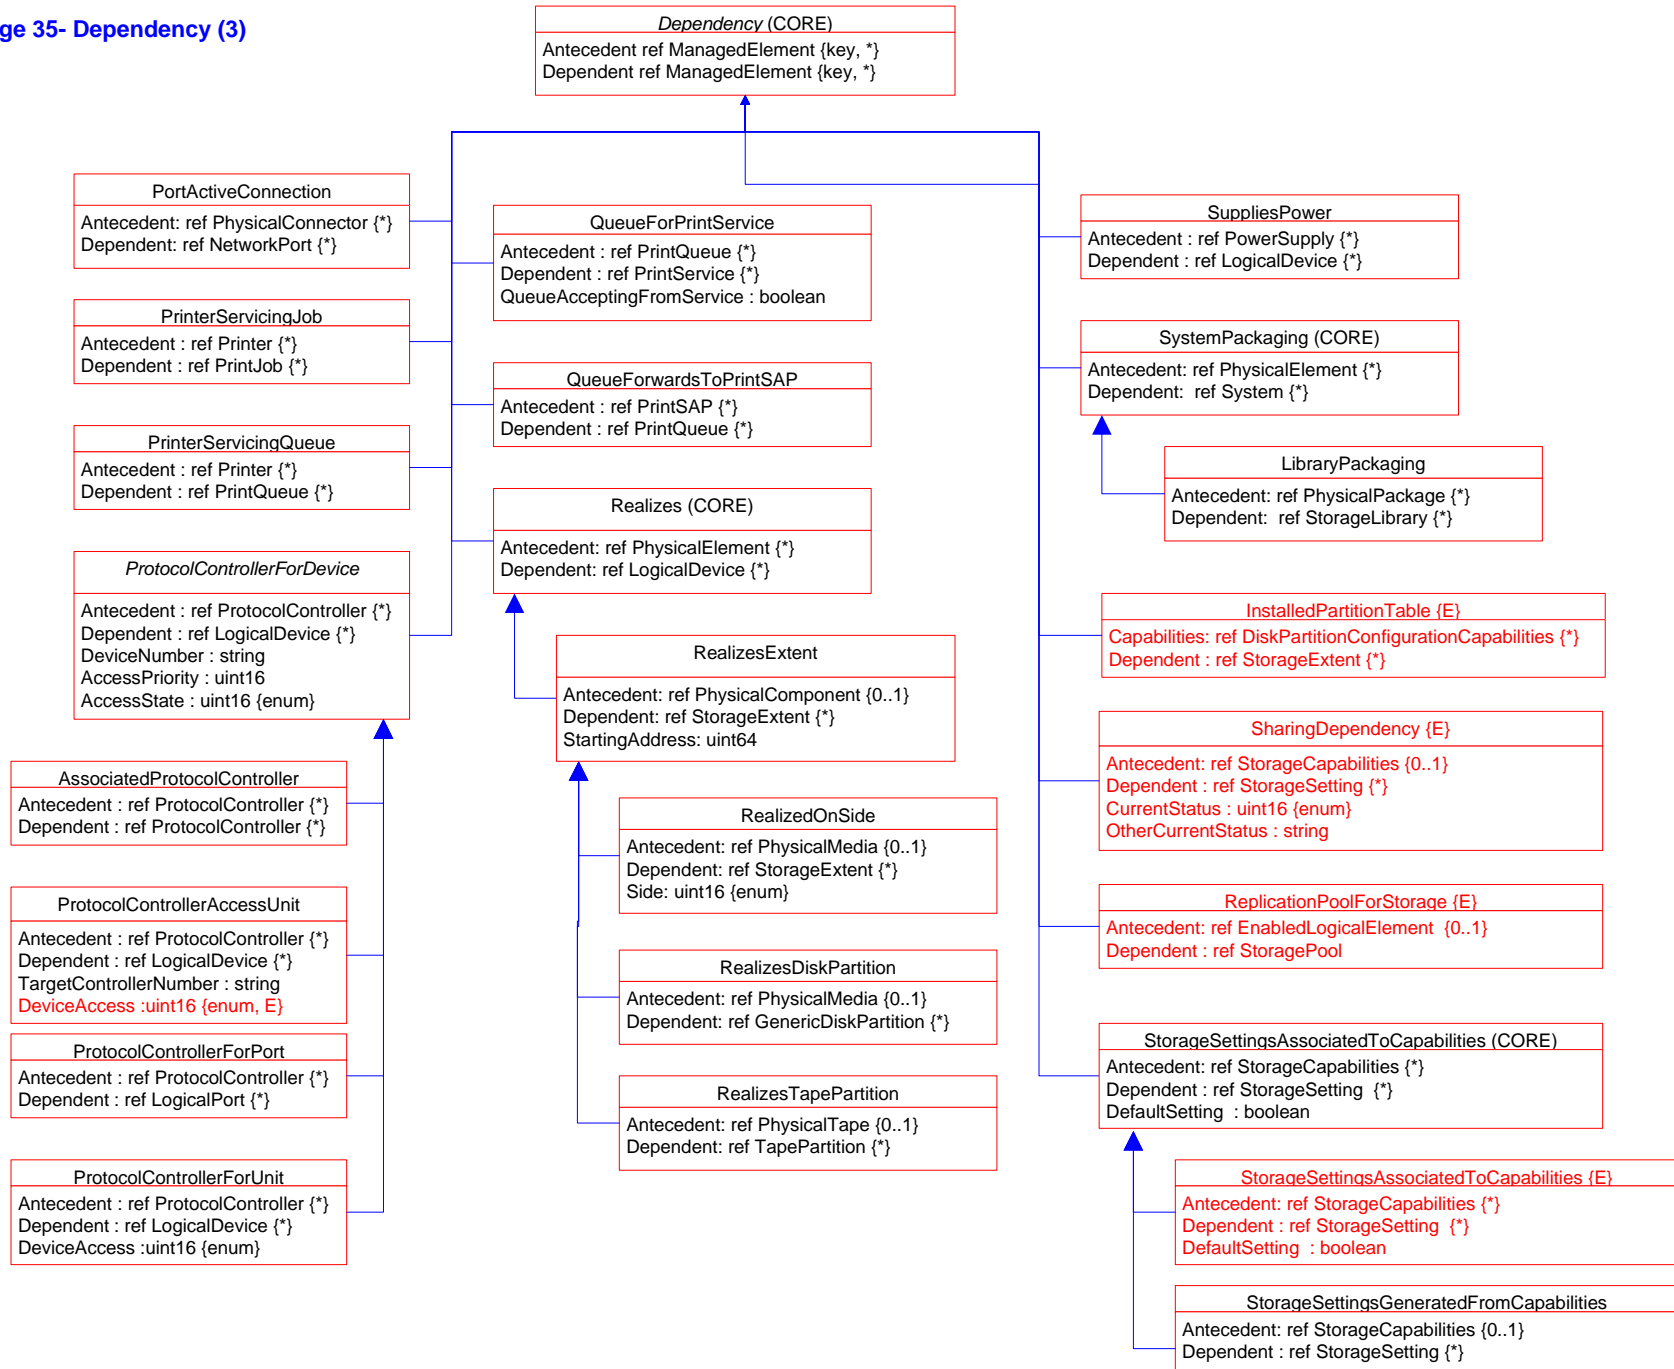 ge 35- Dependency (3)
Dependency (CORE)
Antecedent ref ManagedElement {key, *}
Dependent ref ManagedElement {key, *}
PortActiveConnection
Antecedent: ref PhysicalConnector {*}
Dependent: ref NetworkPort {*}
PrinterServicingJob
Antecedent : ref Printer {*}
Dependent : ref PrintJob {*}
PrinterServicingQueue
Antecedent : ref Printer {*}
Dependent : ref PrintQueue {*}
ProtocolControllerForDevice
Antecedent : ref ProtocolController {*}
Dependent : ref LogicalDevice {*}
DeviceNumber : string
AccessPriority : uint16
AccessState : uint16 {enum}
AssociatedProtocolController
Antecedent : ref ProtocolController {*}
Dependent : ref ProtocolController {*}
ProtocolControllerAccessUnit
Antecedent : ref ProtocolController {*}
Dependent : ref LogicalDevice {*}
TargetControllerNumber : string
DeviceAccess :uint16 {enum, E}
ProtocolControllerForPort
Antecedent : ref ProtocolController {*}
Dependent : ref LogicalPort {*}
ProtocolControllerForUnit
Antecedent : ref ProtocolController {*}
Dependent : ref LogicalDevice {*}
DeviceAccess :uint16 {enum}
QueueForPrintService
Antecedent : ref PrintQueue {*}
Dependent : ref PrintService {*}
QueueAcceptingFromService : boolean
QueueForwardsToPrintSAP
Antecedent : ref PrintSAP {*}
Dependent : ref PrintQueue {*}
Realizes (CORE)
Antecedent: ref PhysicalElement {*}
Dependent: ref LogicalDevice {*}
RealizesExtent
Antecedent: ref PhysicalComponent {0..1}
Dependent: ref StorageExtent {*}
StartingAddress: uint64
RealizedOnSide
Antecedent: ref PhysicalMedia {0..1}
Dependent: ref StorageExtent {*}
Side: uint16 {enum}
RealizesDiskPartition
Antecedent: ref PhysicalMedia {0..1}
Dependent: ref GenericDiskPartition {*}
RealizesTapePartition
Antecedent: ref PhysicalTape {0..1}
Dependent: ref TapePartition {*}
SuppliesPower
Antecedent : ref PowerSupply {*}
Dependent : ref LogicalDevice {*}
SystemPackaging (CORE)
Antecedent: ref PhysicalElement {*}
Dependent:  ref System {*}
LibraryPackaging
Antecedent: ref PhysicalPackage {*}
Dependent:  ref StorageLibrary {*}
InstalledPartitionTable {E}
Capabilities: ref DiskPartitionConfigurationCapabilities {*}
Dependent : ref StorageExtent {*}
SharingDependency {E}
Antecedent: ref StorageCapabilities {0..1}
Dependent : ref StorageSetting {*}
CurrentStatus : uint16 {enum}
OtherCurrentStatus : string
ReplicationPoolForStorage {E}
Antecedent: ref EnabledLogicalElement  {0..1}
Dependent : ref StoragePool
StorageSettingsAssociatedToCapabilities (CORE)
Antecedent: ref StorageCapabilities {*}
Dependent : ref StorageSetting  {*}
DefaultSetting  : boolean
StorageSettingsAssociatedToCapabilities {E}
Antecedent: ref StorageCapabilities {*}
Dependent : ref StorageSetting  {*}
DefaultSetting  : boolean
StorageSettingsGeneratedFromCapabilities
Antecedent: ref StorageCapabilities {0..1}
Dependent : ref StorageSetting {*}